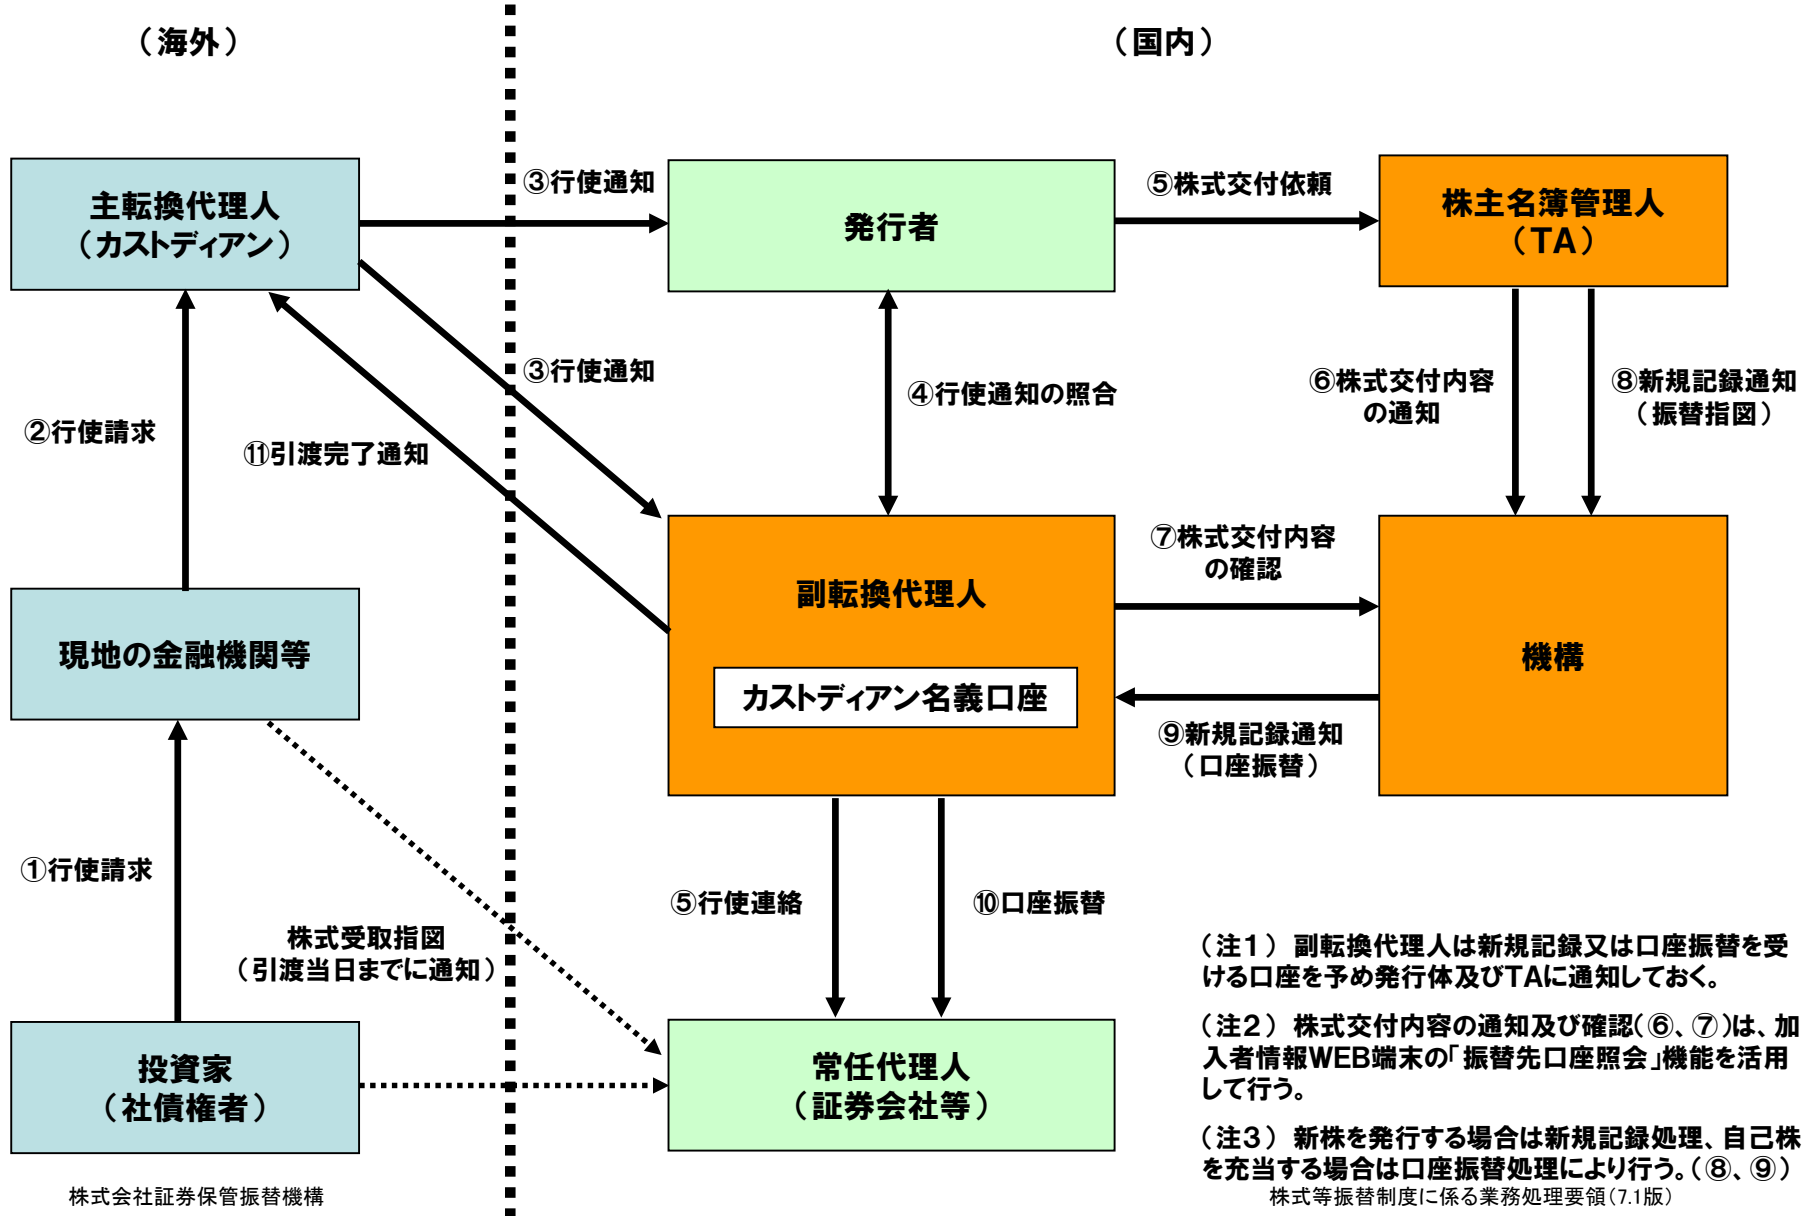 （海外）
（国内）
主転換代理人
（カストディアン）
③行使通知
発行者
⑤株式交付依頼
株主名簿管理人
（TA）
③行使通知
④行使通知の照合
⑥株式交付内容
の通知
⑧新規記録通知
（振替指図）
②行使請求
⑪引渡完了通知
⑦株式交付内容
の確認
副転換代理人
カストディアン名義口座
機構
現地の金融機関等
⑨新規記録通知
（口座振替）
①行使請求
⑤行使連絡
⑩口座振替
株式受取指図
（引渡当日までに通知）
投資家
（社債権者）
常任代理人
（証券会社等）
（注１） 副転換代理人は新規記録又は口座振替を受
ける口座を予め発行体及びTAに通知しておく。
（注２） 株式交付内容の通知及び確認(⑥、⑦)は、加
入者情報WEB端末の「振替先口座照会」機能を活用
して行う。
（注３） 新株を発行する場合は新規記録処理、自己株
を充当する場合は口座振替処理により行う。（⑧、⑨）
株式会社証券保管振替機構
株式等振替制度に係る業務処理要領（7.1版）